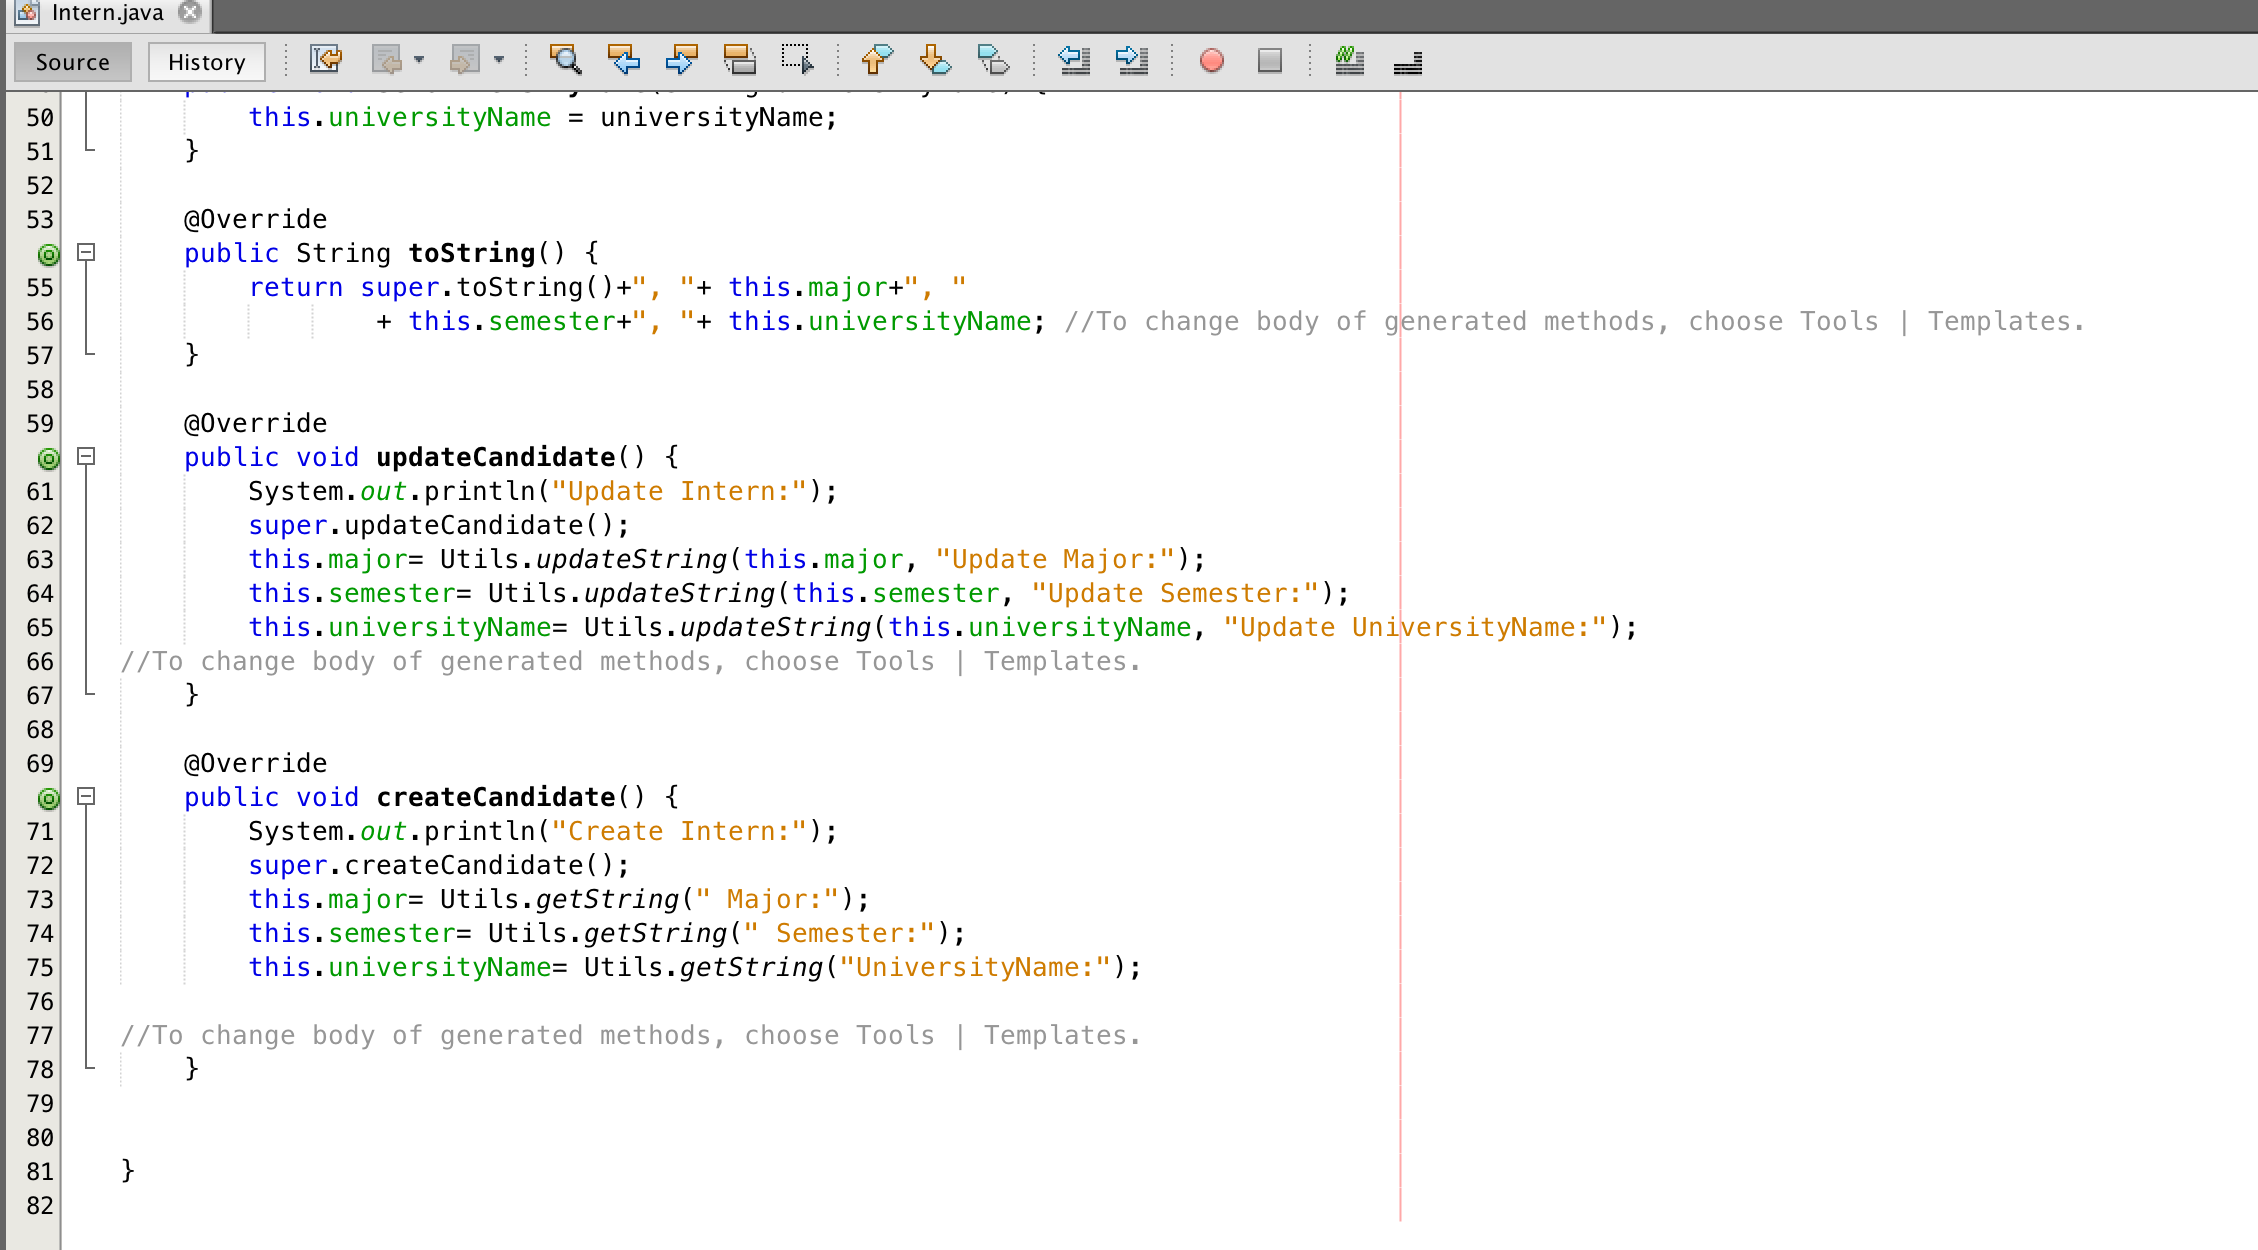 Intern.java
Source History
50 this.universityName = universityName;
51 }
52
53 @Override
public String toString() {
55 return super.toString()+", "+ this.major+", "
56 + this.semester+", "+ this.universityName; //To change body of generated methods, choose Tools | Templates.
57 }
58
59 @Override
public void updateCandidate() {
61 System.out.println("Update Intern:");
62 super.updateCandidate();
63 this.major= Utils.updateString(this.major, "Update Major:");
64 this.semester= Utils.updateString(this.semester, "Update Semester:");
65 this.universityName= Utils.updateString(this.universityName, "Update UniversityName:");
66 //To change body of generated methods, choose Tools | Templates.
67 }
68
69 @Override
public void createCandidate() {
71 System.out.println("Create Intern:");
72 super.createCandidate();
73 this.major= Utils.getString(" Major:");
74 this.semester= Utils.getString(" Semester:");
75 this.universityName= Utils.getString("UniversityName:");
76
77 //To change body of generated methods, choose Tools | Templates.
78 }
79
80
81 }
82